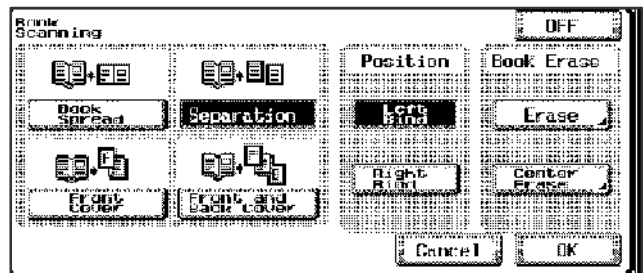 Book
Scanning
OFF
Position
Book Erase
Book
Spread
Separation
Left
Bind
Erase
Right
Bind
Center
Erase
Front
Cover
Front and
Back Cover
Cancel
OK